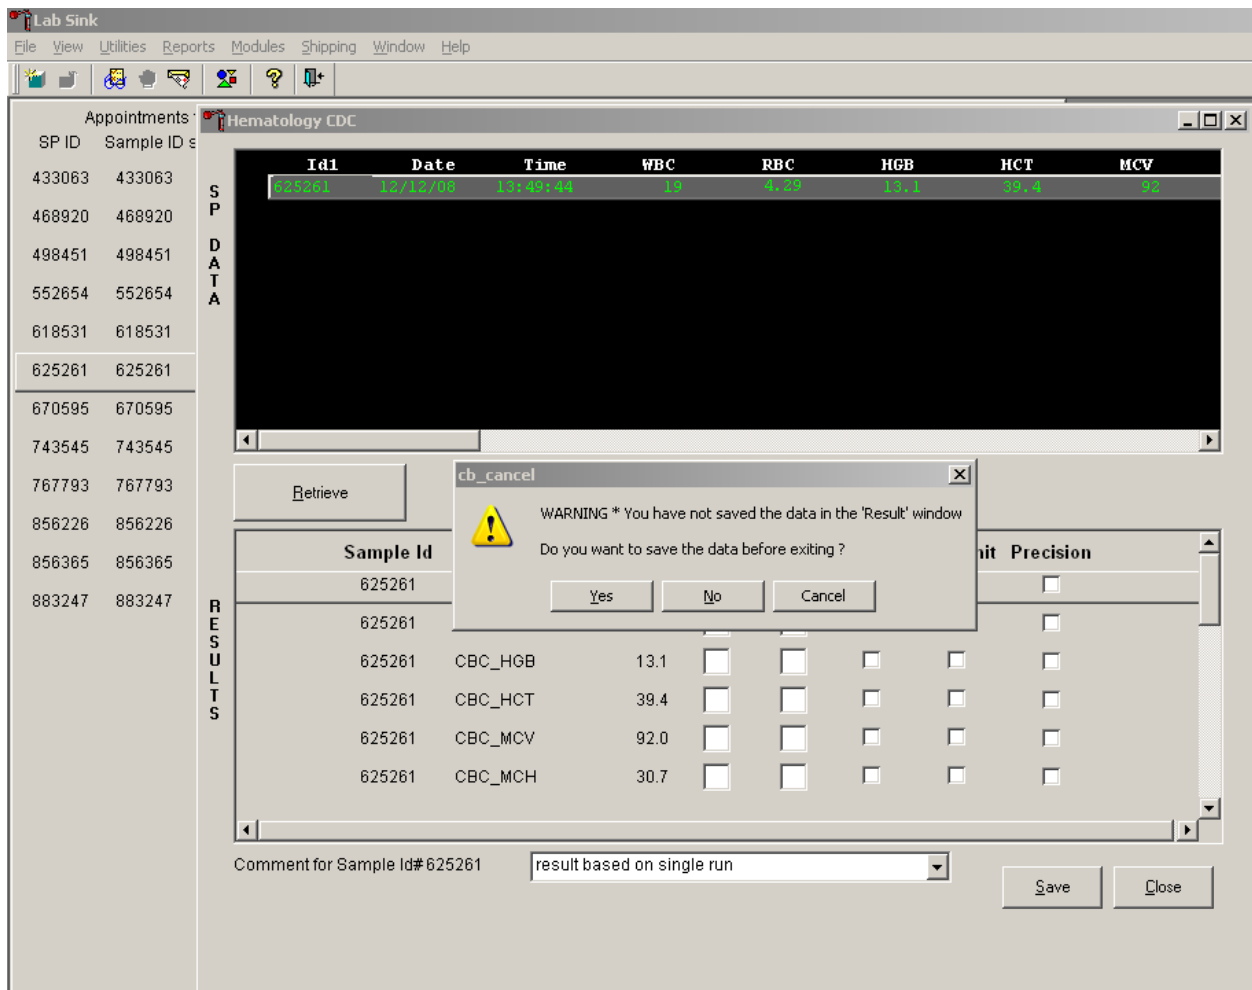 Lab Sink
File View Utilities Reports Modules Shipping Window Help
Appointments
SP ID Sample ID s
433063 433063
468920 468920
498451 498451
552654 552654
618531 618531
625261 625261
670595 670595
743545 743545
767793 767793
856226 856226
856365 856365
883247 883247
Hematology CDC
SP DATA
Id1 Date Time WBC RBC HGB HCT MCV
625261 12/12/08 13:49:44 19 4.29 13.1 39.4 92
Retrieve
cb_cancel
WARNING * You have not saved the data in the 'Result' window
Do you want to save the data before exiting ?
Yes No Cancel
RESULTS
Sample Id Precision
625261
625261
625261 CBC_HGB 13.1
625261 CBC_HCT 39.4
625261 CBC_MCV 92.0
625261 CBC_MCH 30.7
Comment for Sample Id# 625261 result based on single run
Save Close